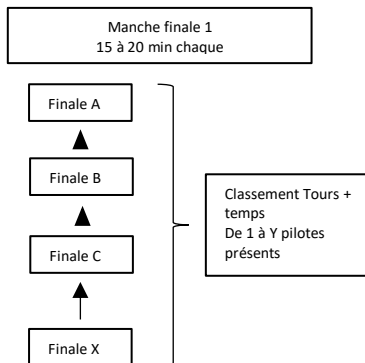 Manche finale 1
15 à 20 min chaque
Finale A
Finale B
Finale C
Finale X
Classement Tours +
temps
De 1 à Y pilotes
présents